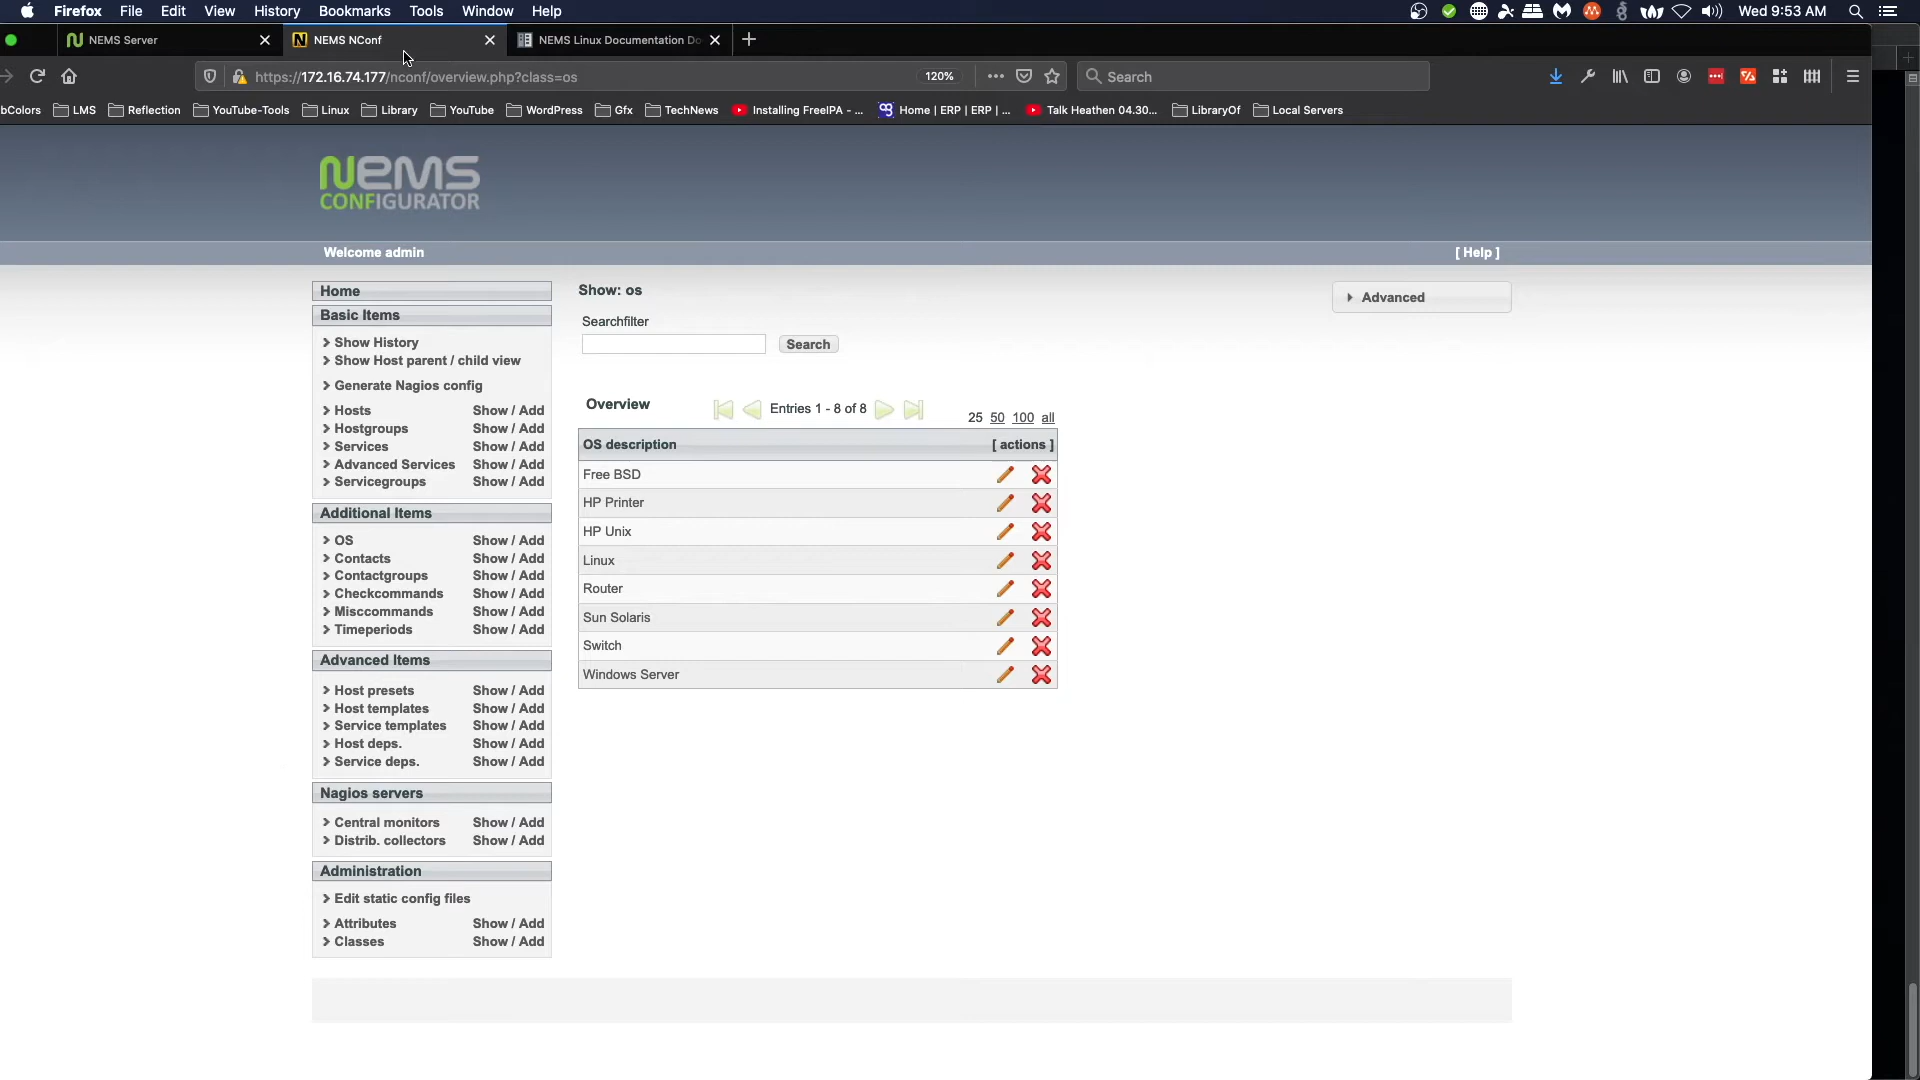 Firefox File Edit View History Bookmarks Tools Window Help Wed 9:53 AM
NEMS Server NEMS NConf NEMS Linux Documentation Do
https://172.16.74.177/nconf/overview.php?class=os 120% Search
bColors LMS Reflection YouTube-Tools Linux Library YouTube WordPress Gfx TechNews Installing FreeIPA - ... Home | ERP | ERP | ... Talk Heathen 04.30... LibraryOf Local Servers
NEMS
CONFIGURATOR
Welcome admin [ Help ]
Home
Basic Items
Show History
Show Host parent / child view
Generate Nagios config
Hosts Show / Add
Hostgroups Show / Add
Services Show / Add
Advanced Services Show / Add
Servicegroups Show / Add
Additional Items
OS Show / Add
Contacts Show / Add
Contactgroups Show / Add
Checkcommands Show / Add
Misccommands Show / Add
Timeperiods Show / Add
Advanced Items
Host presets Show / Add
Host templates Show / Add
Service templates Show / Add
Host deps. Show / Add
Service deps. Show / Add
Nagios servers
Central monitors Show / Add
Distrib. collectors Show / Add
Administration
Edit static config files
Attributes Show / Add
Classes Show / Add
Show: os
Searchfilter
Search
Advanced
Overview Entries 1 - 8 of 8 25 50 100 all
OS description [ actions ]
Free BSD
HP Printer
HP Unix
Linux
Router
Sun Solaris
Switch
Windows Server